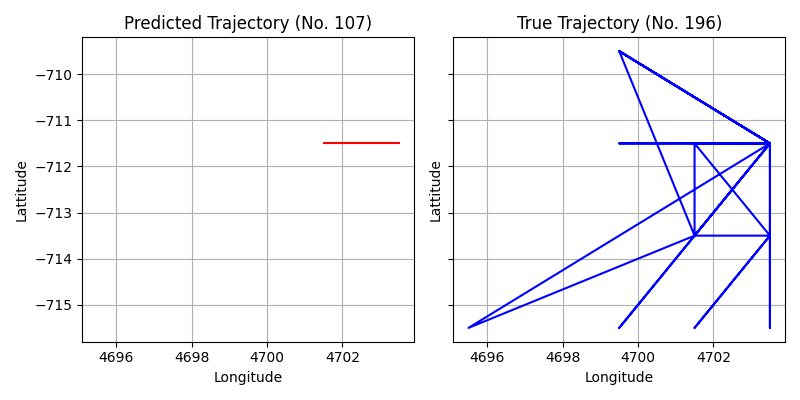 Predicted Trajectory (No. 107)
True Trajectory (No. 196)
−710
−711
−712
−713
−714
−715
Lattitude
Lattitude
4696 4698 4700 4702
4696 4698 4700 4702
Longitude
Longitude